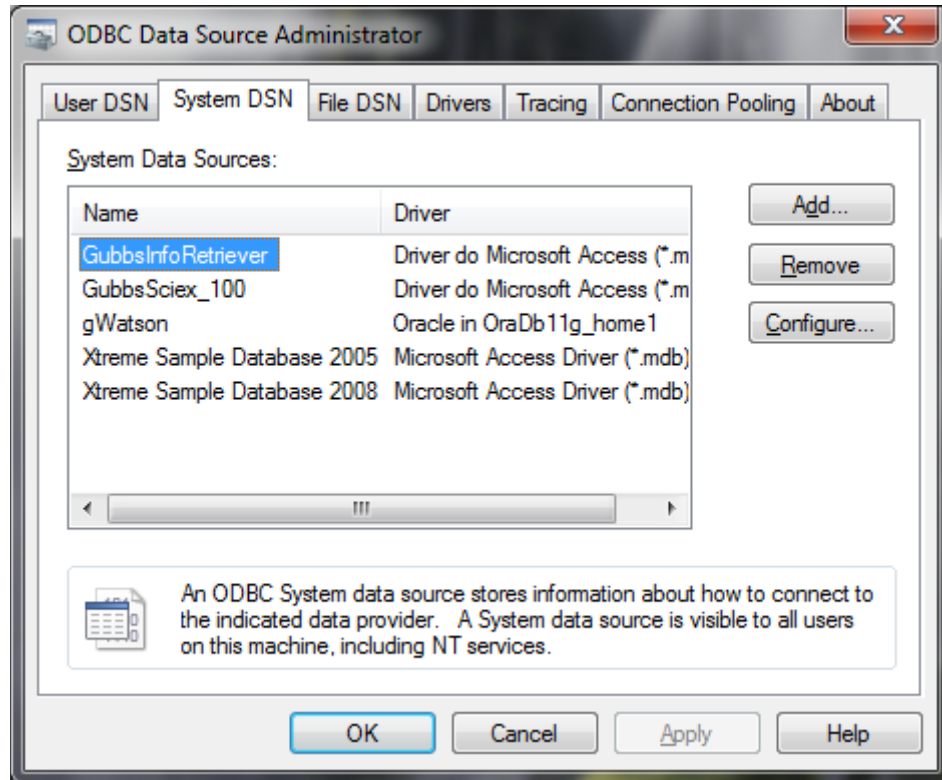 ODBC Data Source Administrator
User DSN System DSN File DSN Drivers Tracing Connection Pooling About
System Data Sources:
Name Driver
GubbsInfoRetriever Driver do Microsoft Access (*.m
GubbsSciex_100 Driver do Microsoft Access (*.m
gWatson Oracle in OraDb11g_home1
Xtreme Sample Database 2005 Microsoft Access Driver (*.mdb)
Xtreme Sample Database 2008 Microsoft Access Driver (*.mdb)
Add...
Remove
Configure...
An ODBC System data source stores information about how to connect to
the indicated data provider. A System data source is visible to all users
on this machine, including NT services.
OK Cancel Apply Help